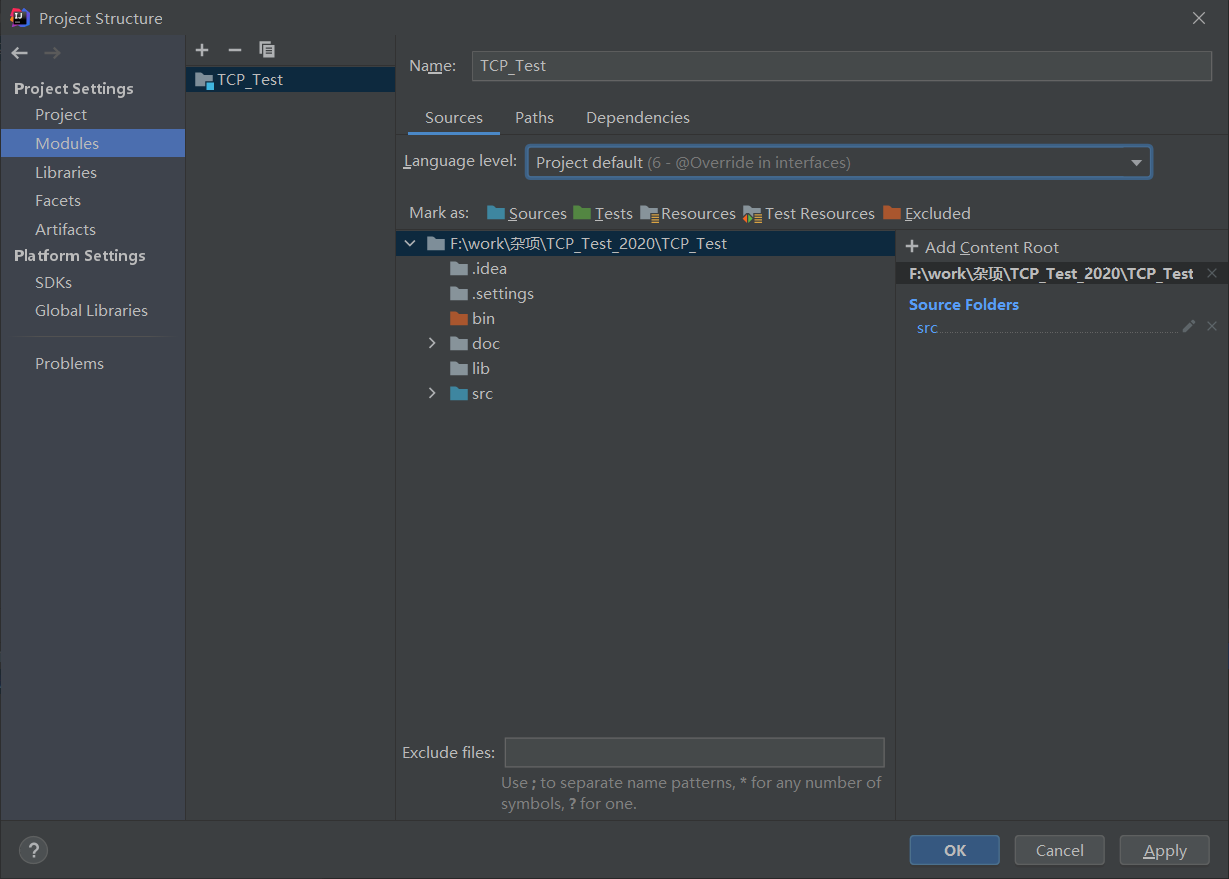 Project Structure
Project Settings
Project
Modules
Libraries
Facets
Artifacts
Platform Settings
SDKs
Global Libraries
Problems
TCP_Test
Name: TCP_Test
Sources Paths Dependencies
Language level: Project default (6 - @Override in interfaces)
Mark as: Sources Tests Resources Test Resources Excluded
F:\work\杂项\TCP_Test_2020\TCP_Test
.idea
.settings
bin
doc
lib
src
Add Content Root
F:\work\杂项\TCP_Test_2020\TCP_Test
Source Folders
src
Exclude files:
Use ; to separate name patterns, * for any number of
symbols, ? for one.
?
OK Cancel Apply